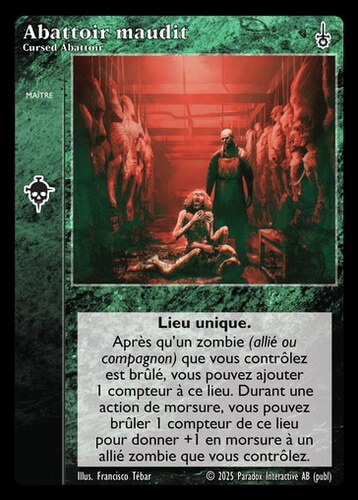 Abattoir maudit
Cursed Abattoir
MAÎTRE
Lieu unique.
Après qu'un zombie (allié ou
compagnon) que vous contrôlez
est brûlé, vous pouvez ajouter
1 compteur à ce lieu. Durant une
action de morsure, vous pouvez
brûler 1 compteur de ce lieu
pour donner +1 en morsure à un
allié zombie que vous contrôlez.
Illus. Francisco Tébar
© 2025 Paradox Interactive AB (publ)